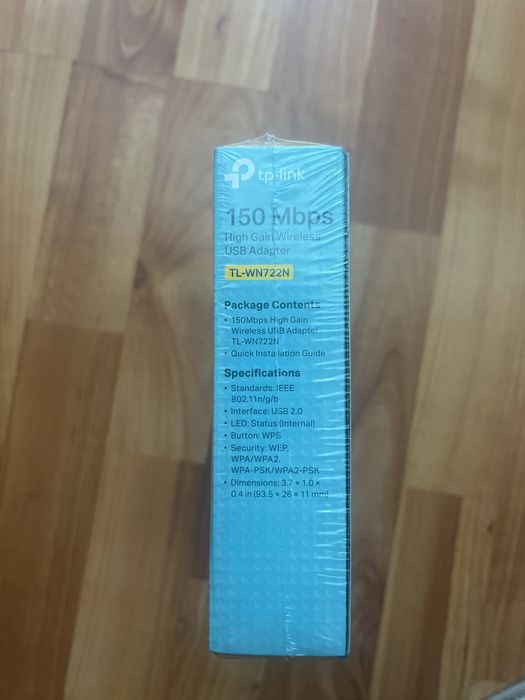 tp-link
150 Mbps
High Gain Wireless
USB Adapter
TL-WN722N
Package Contents
• 150Mbps High Gain
Wireless USB Adapter
TL-WN722N
• Quick Installation Guide
Specifications
• Standards: IEEE
802.11n/g/b
• Interface: USB 2.0
• LED: Status (Internal)
• Button: WPS
• Security: WEP,
WPA/WPA2,
WPA-PSK/WPA2-PSK
• Dimensions: 3.7 × 1.0 ×
0.4 in (93.5 × 26 × 11 mm)